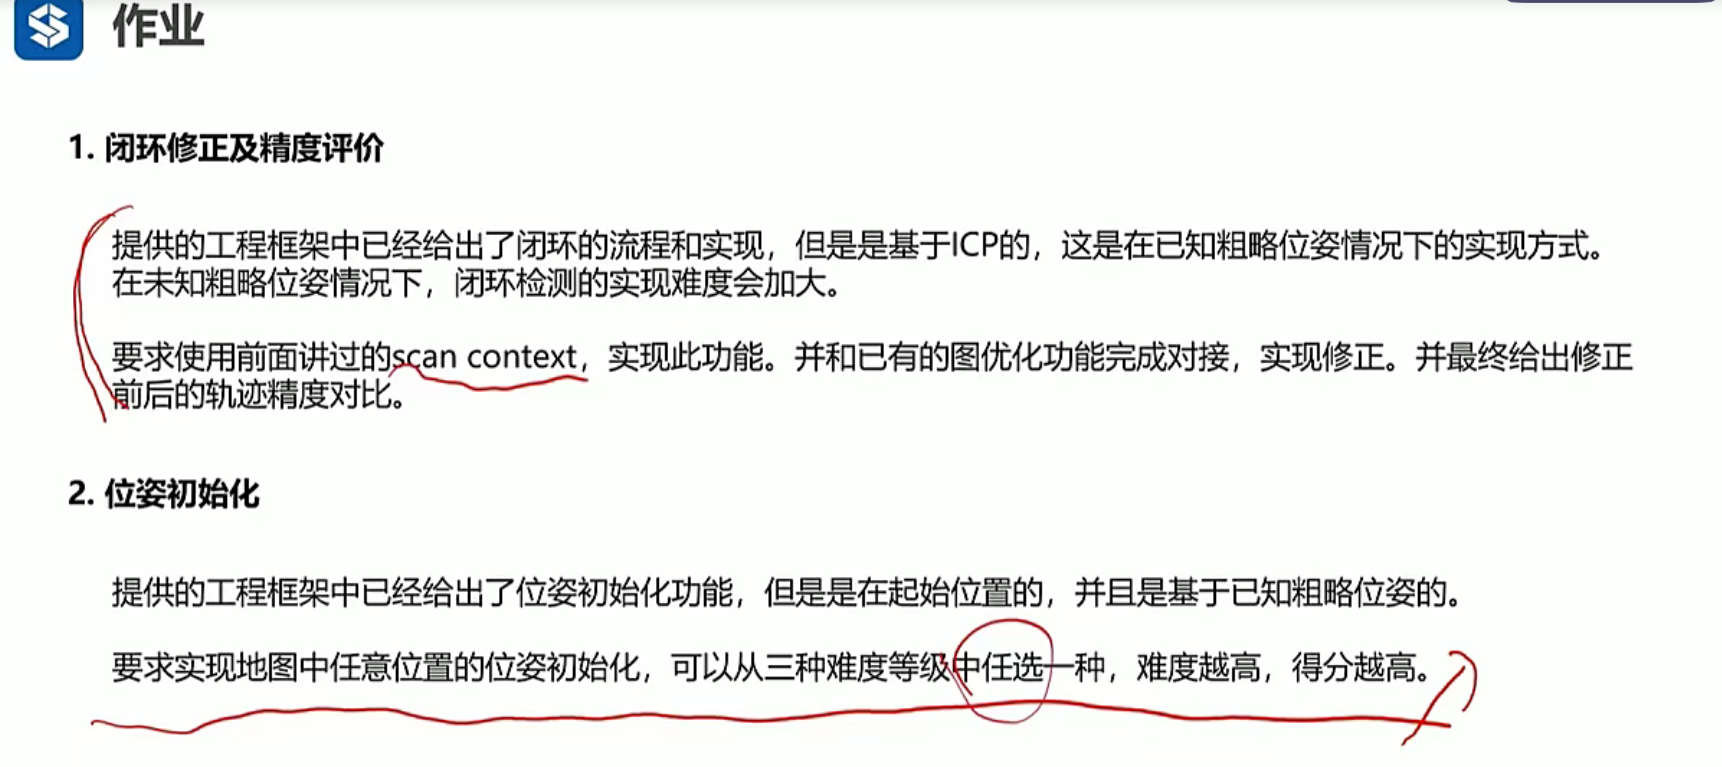 作业
1. 闭环修正及精度评价
提供的工程框架中已经给出了闭环的流程和实现，但是是基于ICP的，这是在已知粗略位姿情况下的实现方式。
在未知粗略位姿情况下，闭环检测的实现难度会加大。
要求使用前面讲过的scan context，实现此功能。并和已有的图优化功能完成对接，实现修正。并最终给出修正
前后的轨迹精度对比。
2. 位姿初始化
提供的工程框架中已经给出了位姿初始化功能，但是是在起始位置的，并且是基于已知粗略位姿的。
要求实现地图中任意位置的位姿初始化，可以从三种难度等级中任选一种，难度越高，得分越高。